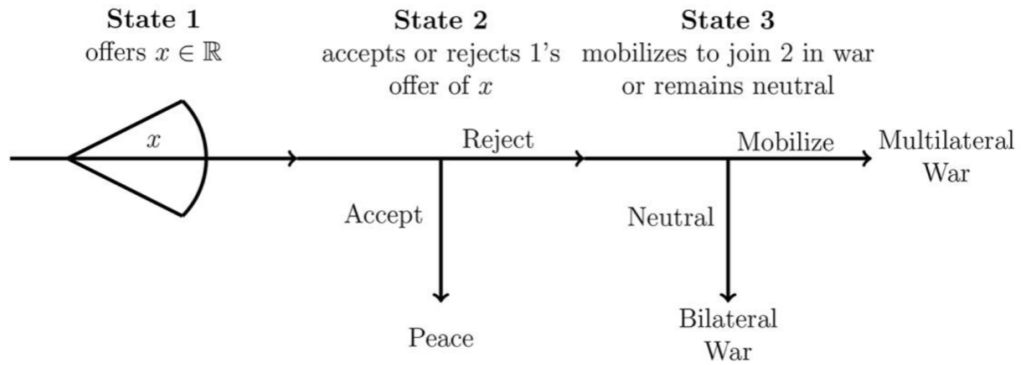 State 1
offers x ∈ ℝ
State 2
accepts or rejects 1's
offer of x
State 3
mobilizes to join 2 in war
or remains neutral
x
Reject
Mobilize
Multilateral
War
Accept
Neutral
Peace
Bilateral
War